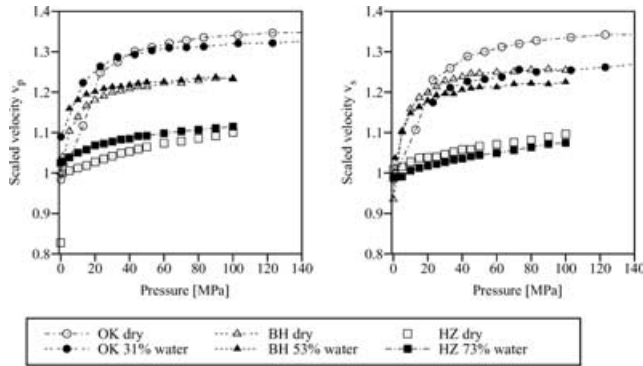 1.4
1.3
1.2
1.1
1
0.9
0.8
Scaled velocity vp
0 20 40 60 80 100 120 140
Pressure [MPa]
1.4
1.3
1.2
1.1
1
0.9
0.8
Scaled velocity vs
0 20 40 60 80 100 120 140
Pressure [MPa]
OK dry BH dry HZ dry
OK 31% water BH 53% water HZ 73% water